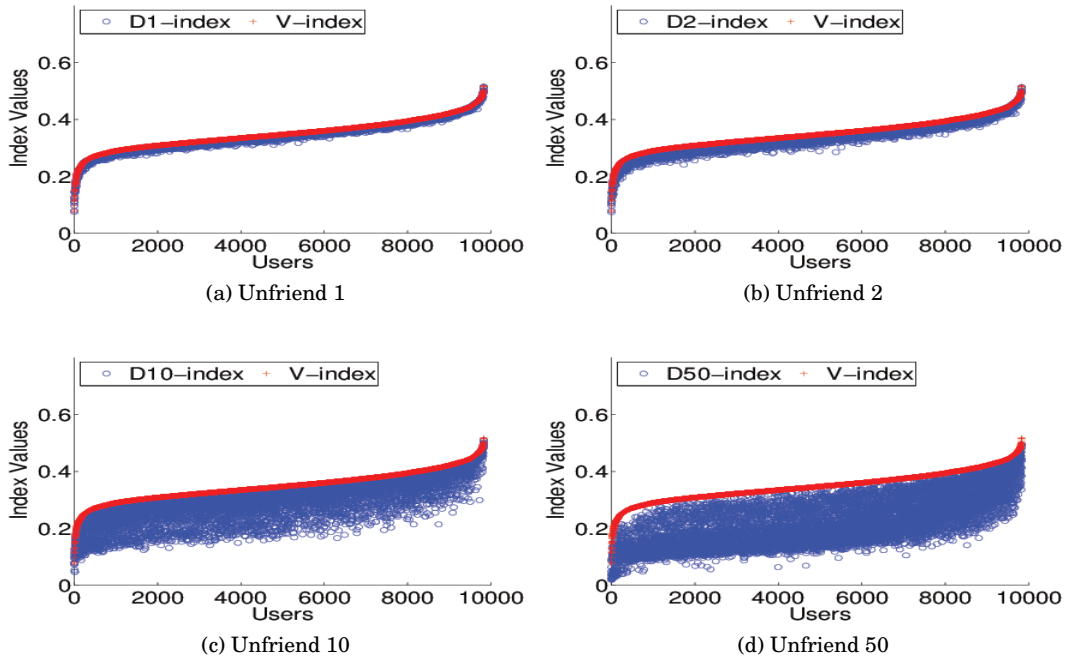 D1-index V-index
Index Values
0.6
0.4
0.2
0
0 2000 4000 6000 8000 10000
Users
(a) Unfriend 1
D2-index V-index
Index Values
0.6
0.4
0.2
0
0 2000 4000 6000 8000 10000
Users
(b) Unfriend 2
D10-index V-index
Index Values
0.6
0.4
0.2
0
0 2000 4000 6000 8000 10000
Users
(c) Unfriend 10
D50-index V-index
Index Values
0.6
0.4
0.2
0
0 2000 4000 6000 8000 10000
Users
(d) Unfriend 50